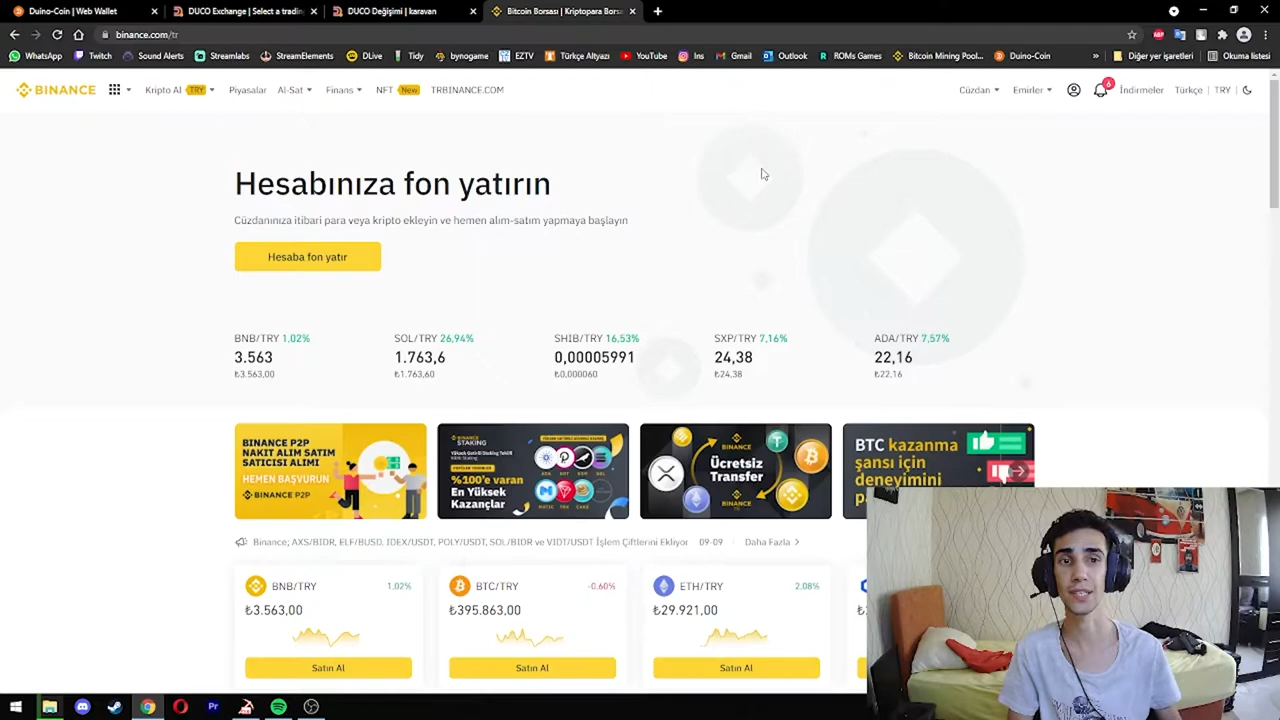 Duino-Coin | Web Wallet
DUCO Exchange | Select a tradin
DUCO Değişimi | karavan
Bitcoin Borsası | Kriptopara Bors
binance.com/tr
WhatsApp
Twitch
Sound Alerts
Streamlabs
StreamElements
DLive
Tidy
bynogame
EZTV
Türkçe Altyazı
YouTube
Ins
Gmail
Outlook
ROMs Games
Bitcoin Mining Pool...
Duino-Coin
»
Diğer yer işaretleri
Okuma listesi
BINANCE
Kripto Al TRY
Piyasalar
Al-Sat
Finans
NFT New
TRBINANCE.COM
Cüzdan
Emirler
6
İndirmeler
Türkçe | TRY
Hesabınıza fon yatırın
Cüzdanınıza itibari para veya kripto ekleyin ve hemen alım-satım yapmaya başlayın
Hesaba fon yatır
BNB/TRY 1,02%
3.563
₺3.563,00
SOL/TRY 26,94%
1.763,6
₺1.763,60
SHIB/TRY 16,53%
0,00005991
₺0,000060
SXP/TRY 7,16%
24,38
₺24,38
ADA/TRY 7,57%
22,16
₺22,16
BINANCE P2P
NAKIT ALIM SATIM
SATICISI ALIMI
HEMEN BAŞVURUN
BINANCE P2P
BINANCE
STAKING
%100'e varan
En Yüksek
Kazançlar
BINANCE
Ücretsiz
Transfer
BINANCE
TR
BTC kazanma
şansı için
deneyimini
Binance; AXS/BIDR, ELF/BUSD, IDEX/USDT, POLY/USDT, SOL/BIDR ve VIDT/USDT İşlem Çiftlerini Ekliyor 09-09
Daha Fazla
BNB/TRY 1.02%
₺3.563,00
Satın Al
BTC/TRY -0.60%
₺395.863,00
Satın Al
ETH/TRY 2.08%
₺29.921,00
Satın Al